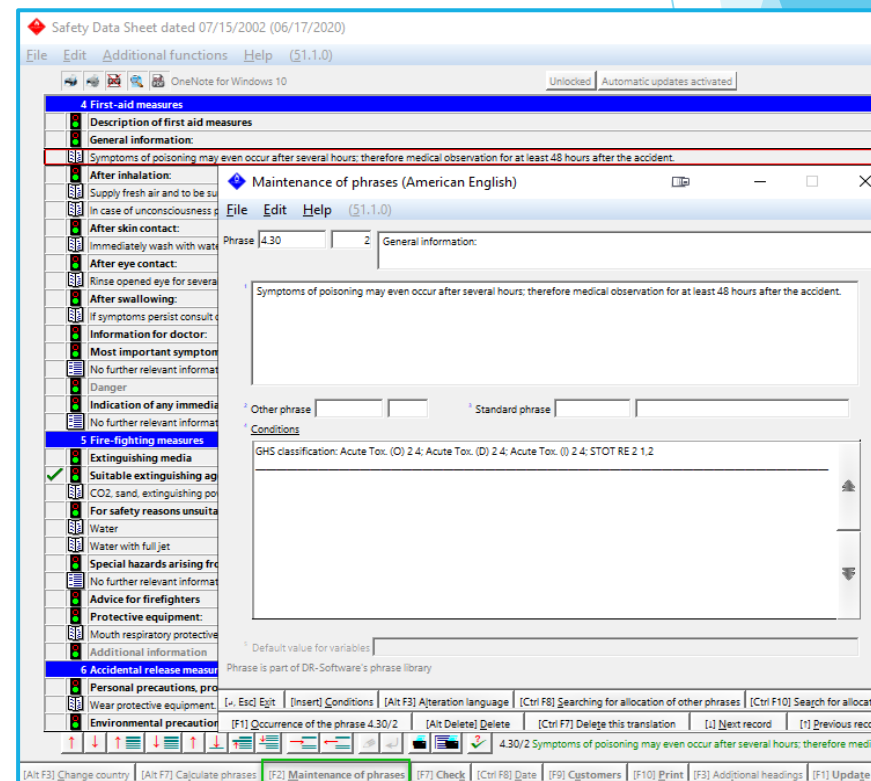 Safety Data Sheet dated 07/15/2002 (06/17/2020)
File Edit Additional functions Help (51.1.0)
OneNote for Windows 10 Unlocked Automatic updates activated
4 First-aid measures
Description of first aid measures
General information:
Symptoms of poisoning may even occur after several hours; therefore medical observation for at least 48 hours after the accident.
After inhalation:
Supply fresh air and to be su
In case of unconsciousness p
After skin contact:
Immediately wash with wate
After eye contact:
Rinse opened eye for severa
After swallowing:
If symptoms persist consult d
Information for doctor:
Most important symptom
No further relevant informat
Danger
Indication of any immedia
No further relevant informat
5 Fire-fighting measures
Extinguishing media
Suitable extinguishing ag
CO2, sand, extinguishing pow
For safety reasons unsuita
Water
Water with full jet
Special hazards arising fro
No further relevant informat
Advice for firefighters
Protective equipment:
Mouth respiratory protective
Additional information
6 Accidental release measur
Personal precautions, pro
Wear protective equipment.
Environmental precaution
Maintenance of phrases (American English)
File Edit Help (51.1.0)
Phrase 4.30 2 General information:
1 Symptoms of poisoning may even occur after several hours; therefore medical observation for at least 48 hours after the accident.
2 Other phrase 3 Standard phrase
4 Conditions
GHS classification: Acute Tox. (O) 2 4; Acute Tox. (D) 2 4; Acute Tox. (I) 2 4; STOT RE 2 1,2
5 Default value for variables
Phrase is part of DR-Software's phrase library
[↵, Esc] Exit [Insert] Conditions [Alt F3] Alteration language [Ctrl F8] Searching for allocation of other phrases [Ctrl F10] Search for allocat
[F1] Occurrence of the phrase 4.30/2 [Alt Delete] Delete [Ctrl F7] Delete this translation [↓] Next record [↑] Previous reco
4.30/2 Symptoms of poisoning may even occur after several hours; therefore medi
[Alt F3] Change country [Alt F7] Calculate phrases [F2] Maintenance of phrases [F7] Check [Ctrl F8] Date [F9] Customers [F10] Print [F3] Additional headings [F1] Update